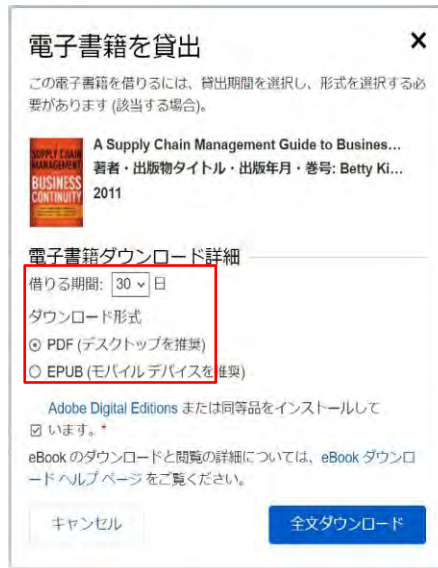 電子書籍を貸出
×
この電子書籍を借りるには、貸出期間を選択し、形式を選択する必
要があります (該当する場合)。
SUPPLY CHAIN
MANAGEMENT
BUSINESS
CONTINUITY
A Supply Chain Management Guide to Busines...
著者・出版物タイトル・出版年月・巻号: Betty Ki...
2011
電子書籍ダウンロード詳細
借りる期間: 30 日
ダウンロード形式
PDF (デスクトップを推奨)
EPUB (モバイル デバイスを推奨)
Adobe Digital Editions または同等品をインストールして
います。*
eBook のダウンロードと閲覧の詳細については、eBook ダウンロ
ード ヘルプ ページ をご覧ください。
キャンセル
全文ダウンロード